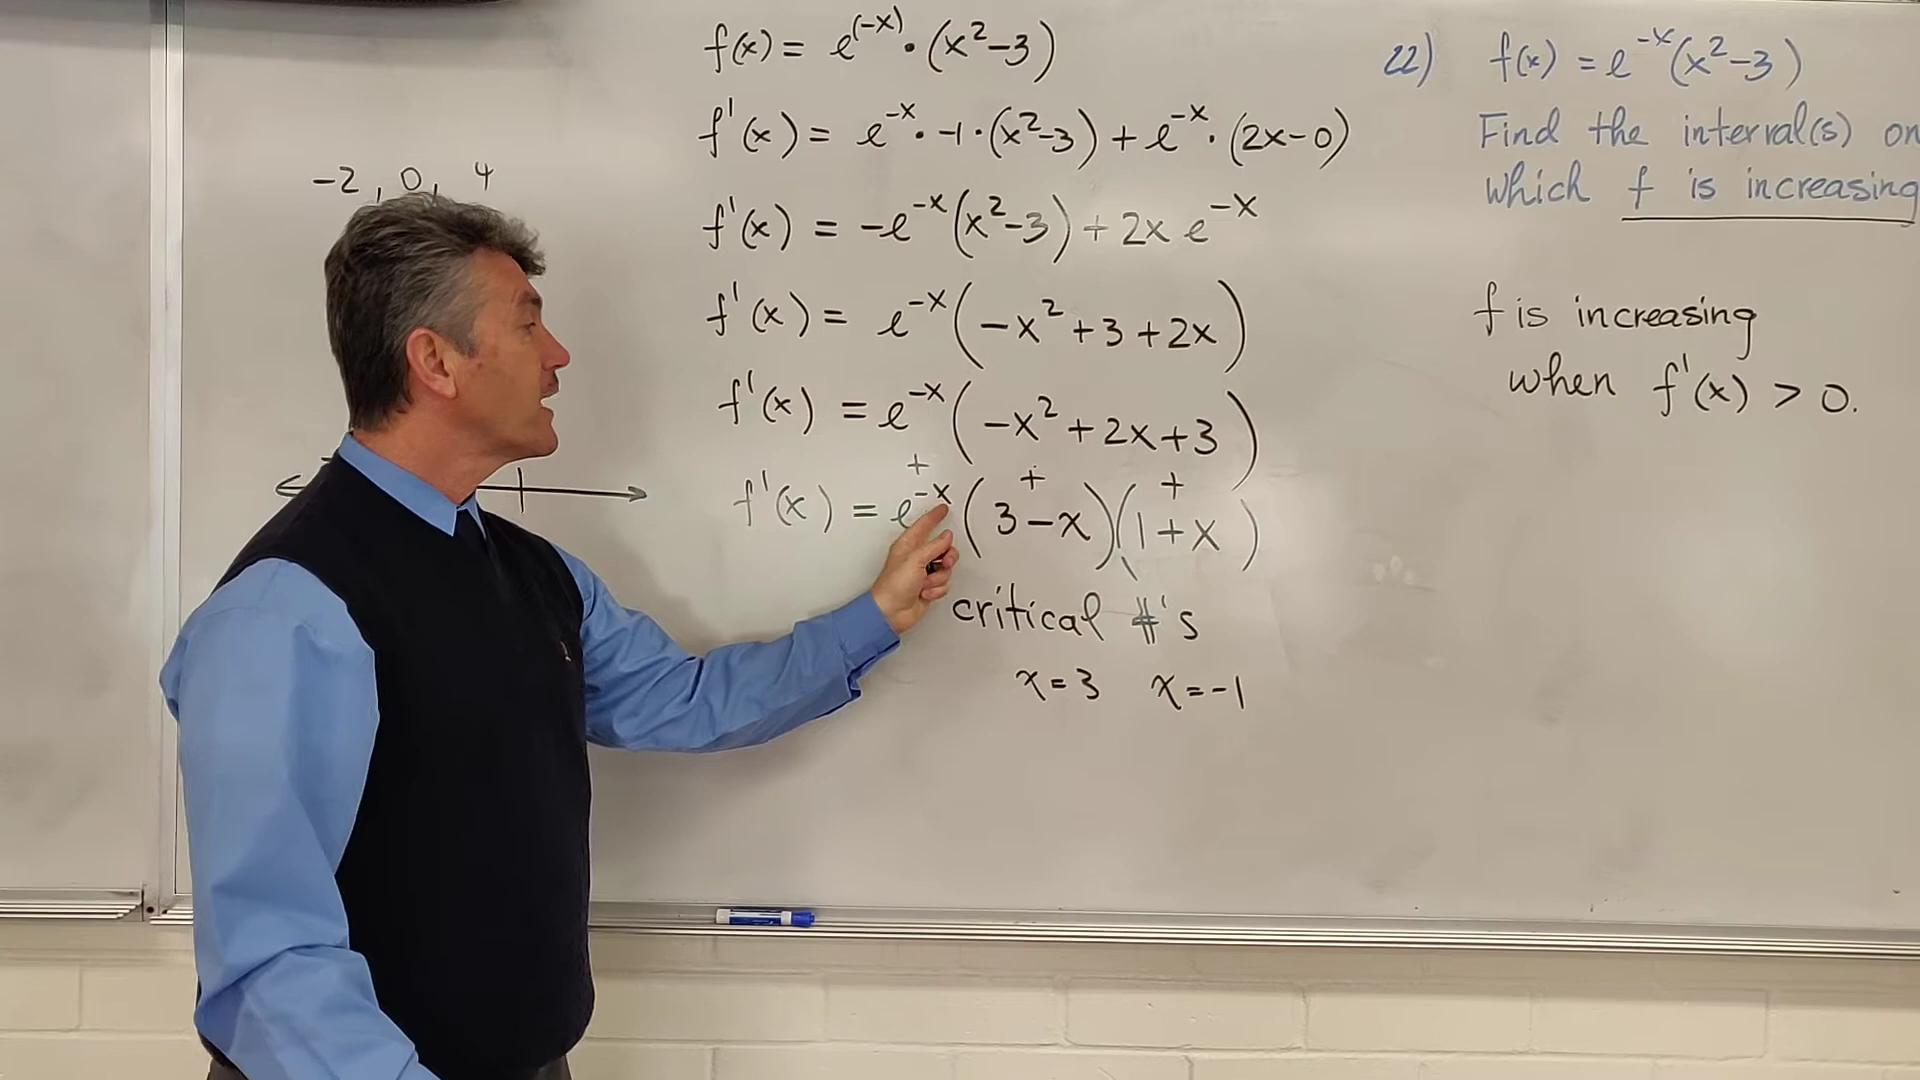 -2, 0, 4
f(x) = e^(-x) · (x²-3)
f'(x) = e^-x · -1 · (x²-3) + e^-x · (2x-0)
f'(x) = -e^-x (x²-3) + 2x e^-x
f'(x) = e^-x (-x² + 3 + 2x)
f'(x) = e^-x (-x² + 2x + 3)
+ + +
f'(x) = e^-x (3-x)(1+x)
critical #'s
x=3 x=-1
22) f(x) = e^-x (x²-3)
Find the interval(s) on
which f is increasing
f is increasing
when f'(x) > 0.